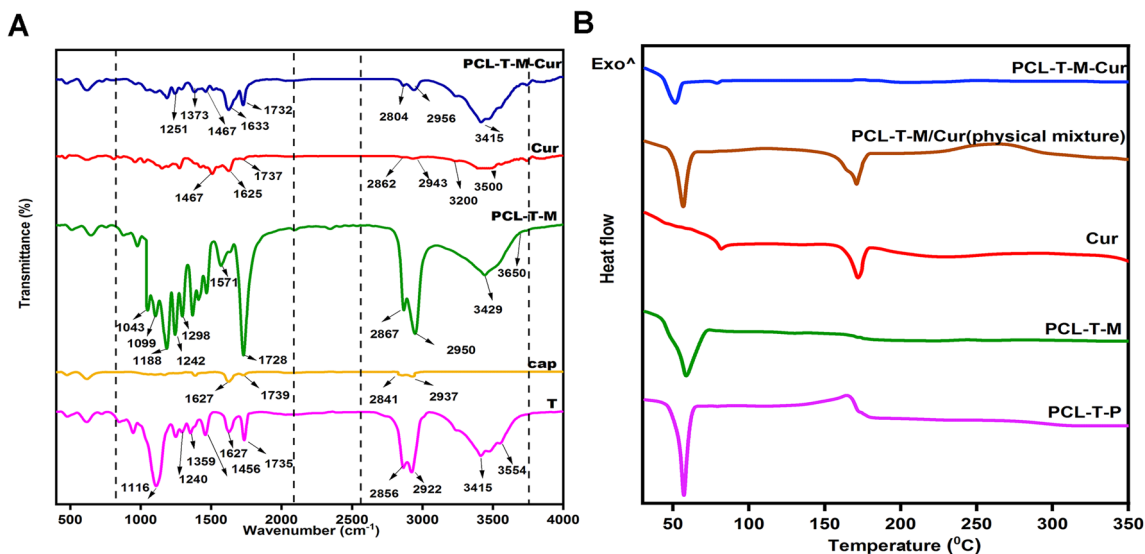 A
PCL-T-M-Cur
1251
1373
1467
1633
1732
2804
2956
3415
Cur
1467
1625
1737
2862
2943
3200
3500
PCL-T-M
1043
1099
1188
1242
1298
1571
1728
2867
2950
3429
3650
cap
1627
1739
2841
2937
T
1116
1240
1359
1456
1627
1735
2856
2922
3415
3554
Transmittance (%)
500 1000 1500 2000 2500 3000 3500 4000
Wavenumber (cm⁻¹)
B
Exo^
PCL-T-M-Cur
PCL-T-M/Cur(physical mixture)
Cur
PCL-T-M
PCL-T-P
Heat flow
50 100 150 200 250 300 350
Temperature (⁰C)